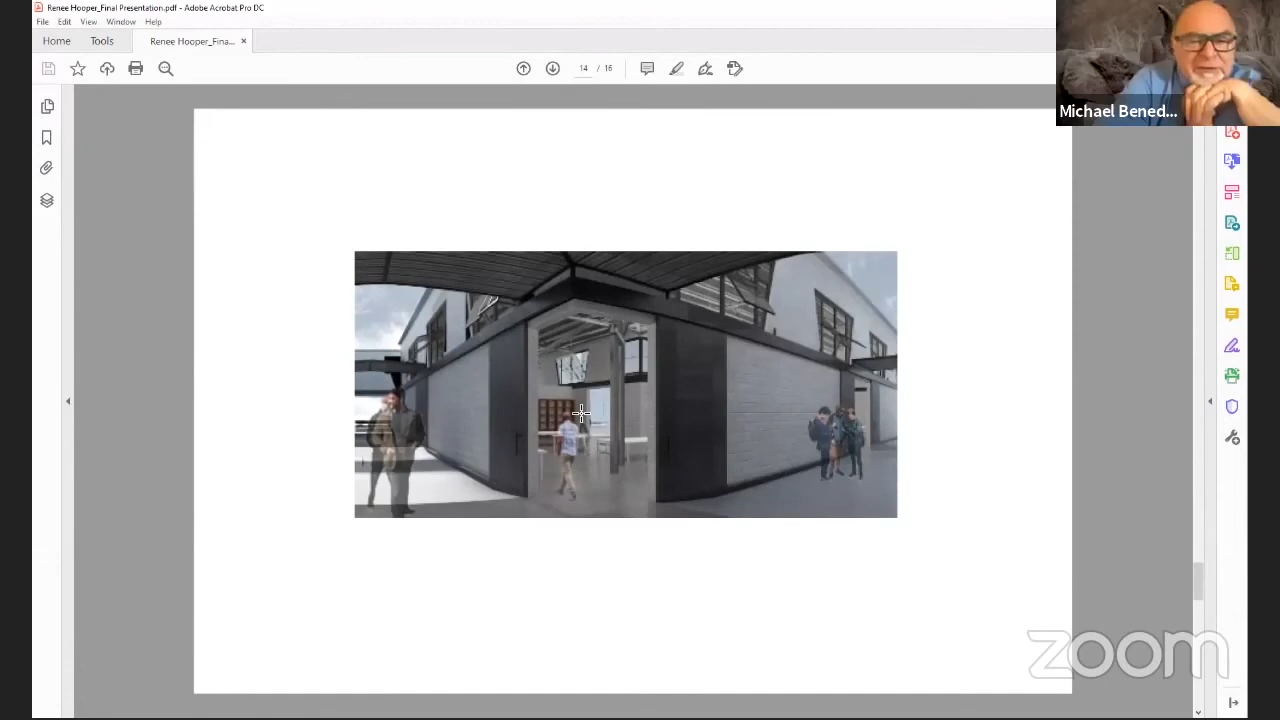 Renee Hooper_Final Presentation.pdf - Adobe Acrobat Pro DC
File Edit View Window Help
Home Tools Renee Hooper_Fina... ×
14 / 16
Michael Bened...
zoom